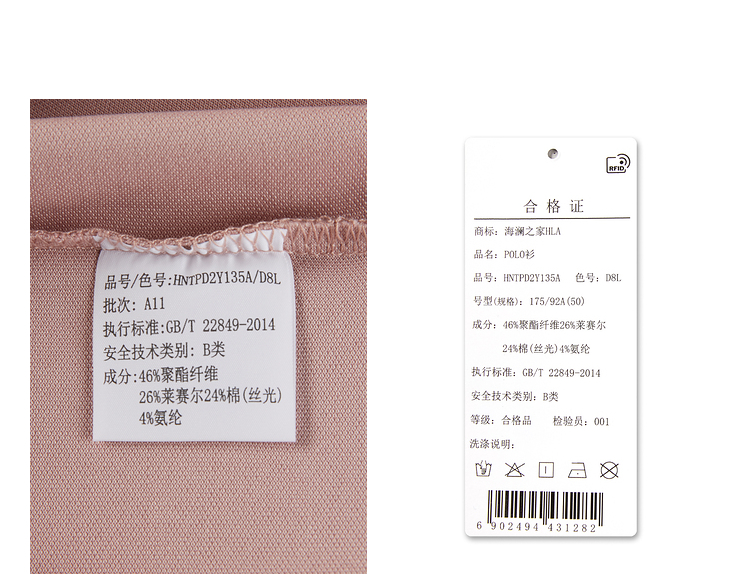 品号/色号:HNTPD2Y135A/D8L
批次: A11
执行标准:GB/T 22849-2014
安全技术类别: B类
成分:46%聚酯纤维
26%莱赛尔24%棉(丝光)
4%氨纶
RFID
合格证
商标: 海澜之家HLA
品名: POLO衫
品号: HNTPD2Y135A 色号: D8L
号型(规格): 175/92A(50)
成分: 46%聚酯纤维26%莱赛尔
24%棉(丝光)4%氨纶
执行标准: GB/T 22849-2014
安全技术类别: B类
等级: 合格品 检验员: 001
洗涤说明:
6 902494 431282